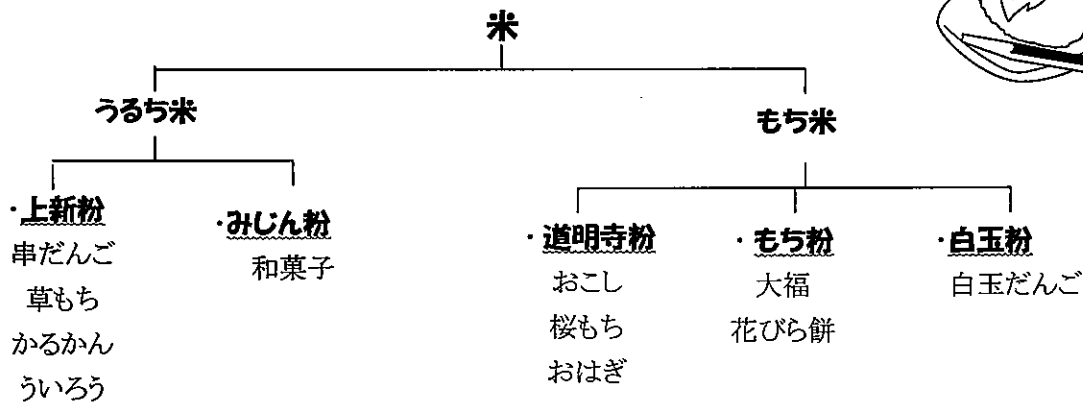 米
うるち米
もち米
・上新粉
串だんご
草もち
かるかん
ういろう
・みじん粉
和菓子
・道明寺粉
おこし
桜もち
おはぎ
・もち粉
大福
花びら餅
・白玉粉
白玉だんご